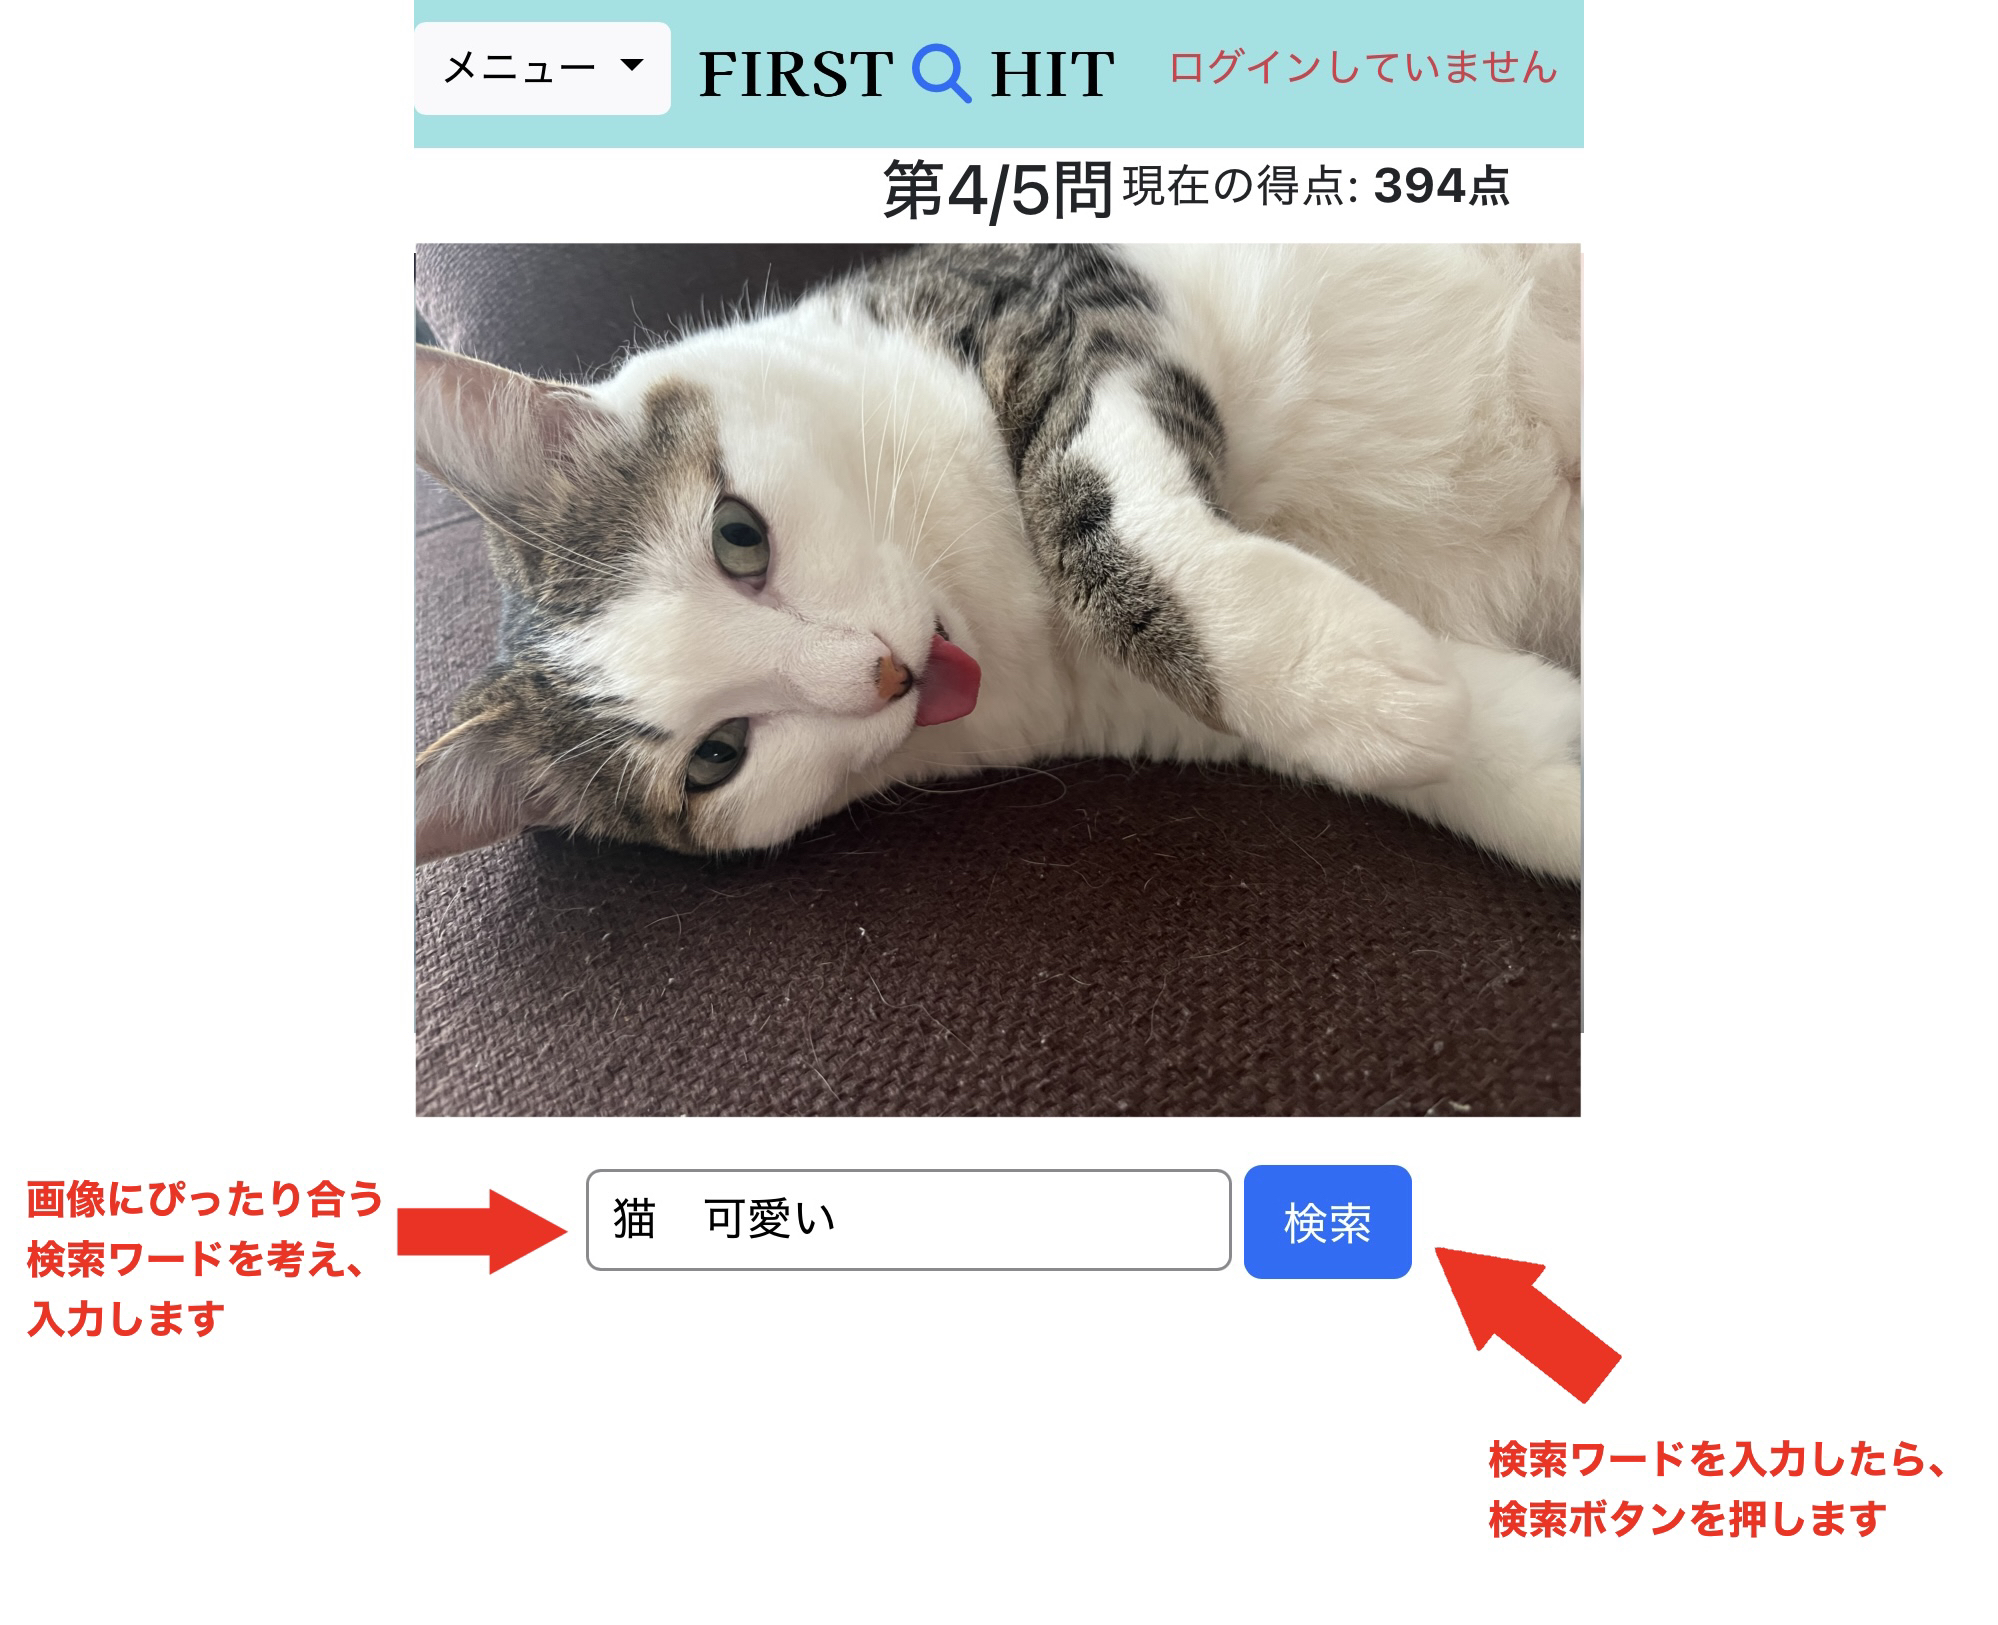 メニュー
FIRST HIT
ログインしていません
第4/5問 現在の得点: 394点
画像にぴったり合う
検索ワードを考え、
入力します
猫　可愛い
検索
検索ワードを入力したら、
検索ボタンを押します